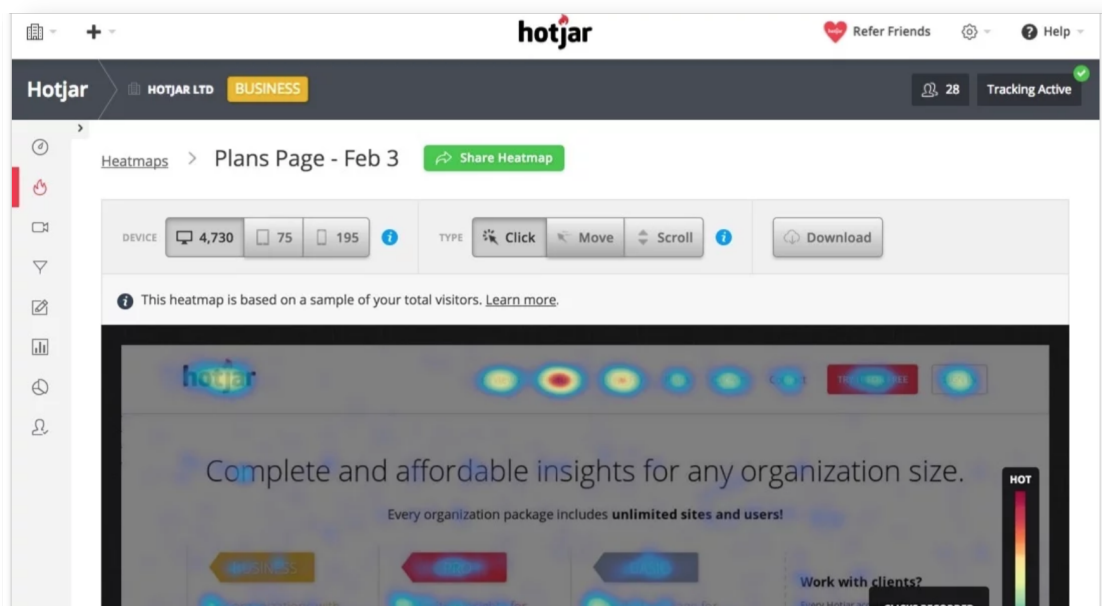 hotjar
Refer Friends
Help
Hotjar
HOTJAR LTD
BUSINESS
28
Tracking Active
Heatmaps > Plans Page - Feb 3
Share Heatmap
DEVICE
4,730
75
195
TYPE
Click
Move
Scroll
Download
This heatmap is based on a sample of your total visitors. Learn more.
hotjar
Complete and affordable insights for any organization size.
HOT
Every organization package includes unlimited sites and users!
BUSINESS
PRO
BASIC
Work with clients?